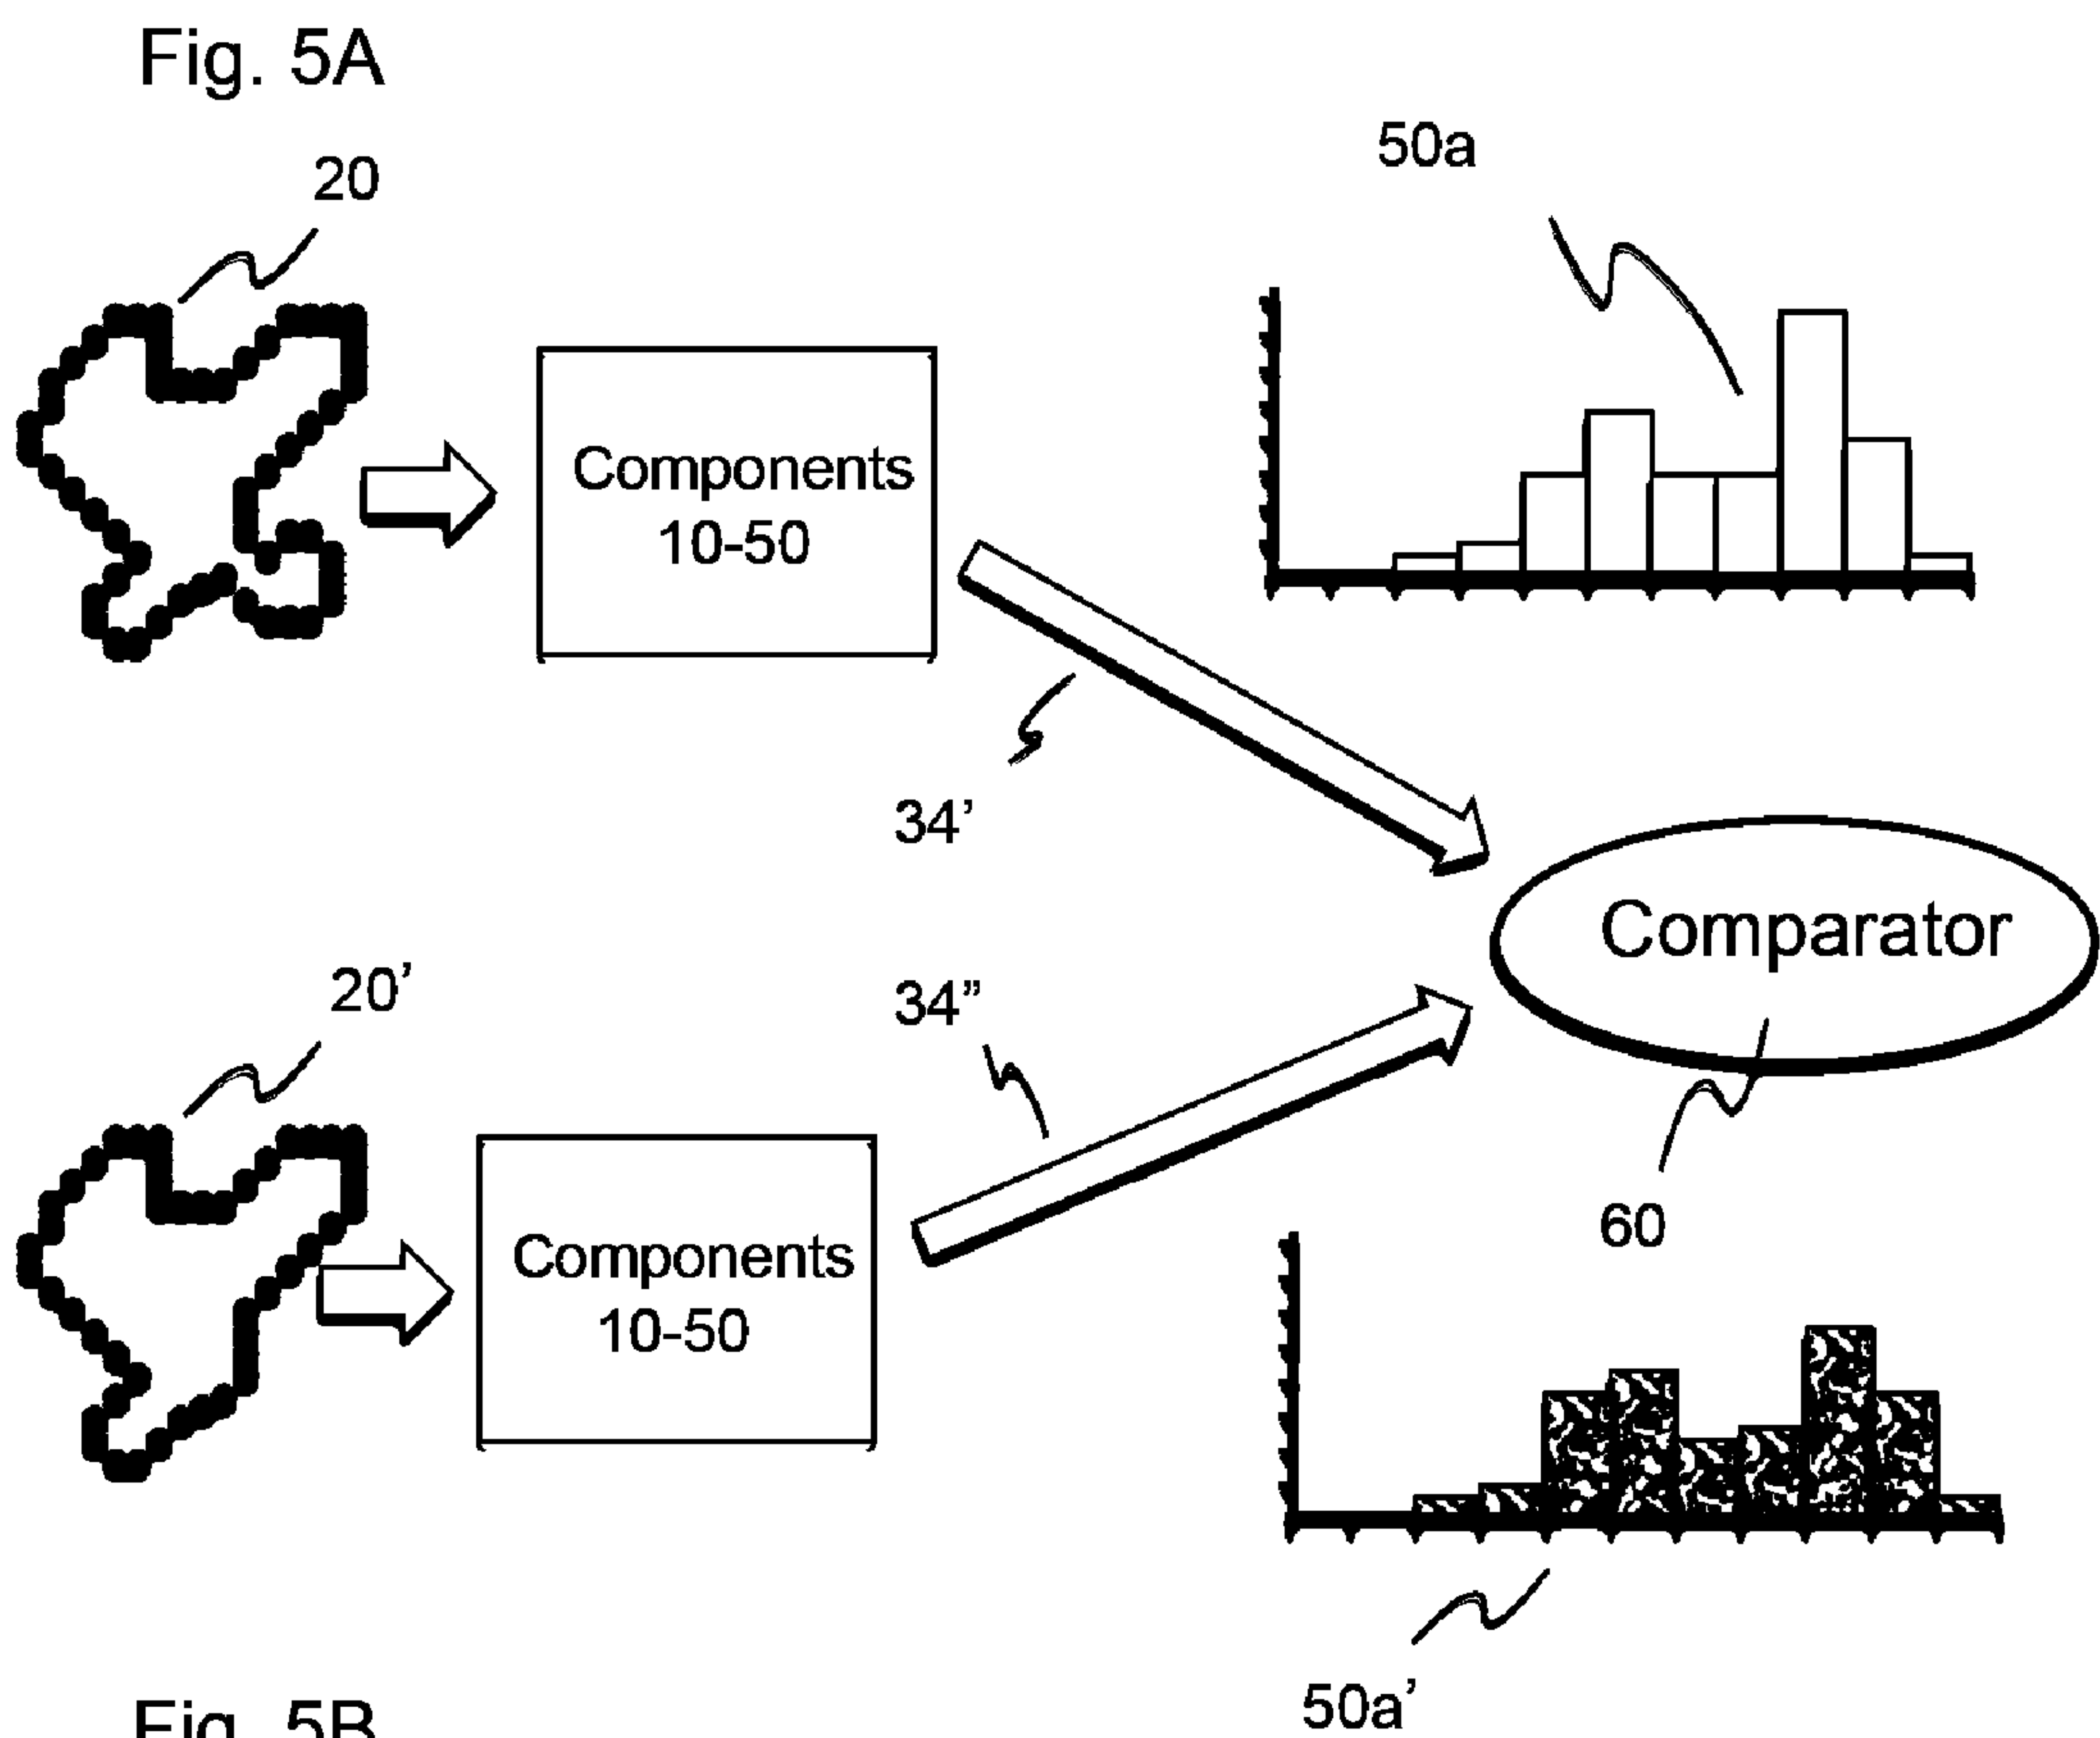 Fig. 5A
20
50a
Components
10-50
34’
Comparator
20’
34”
Components
10-50
60
50a’
Fig. 5B